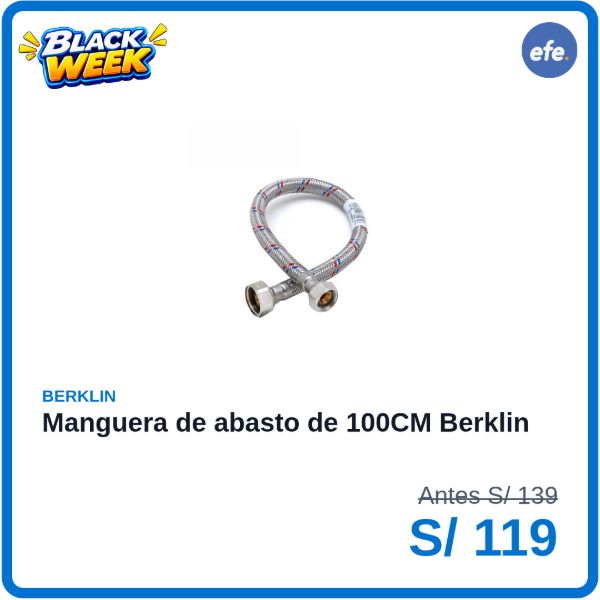 BLACK
WEEK
efe.
BERKLIN
Manguera de abasto de 100CM Berklin
Antes S/ 139
S/ 119